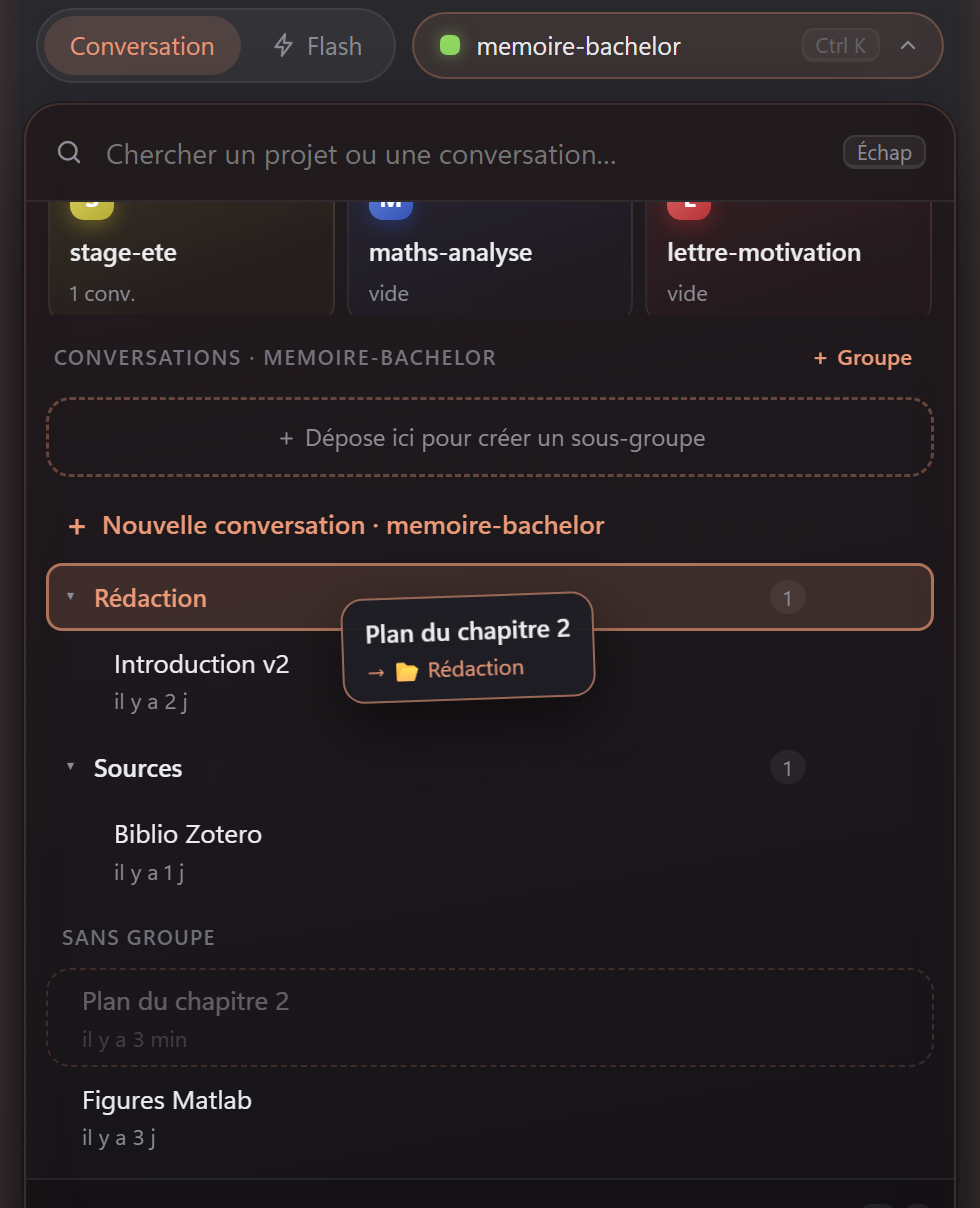 Conversation
Flash
memoire-bachelor
Ctrl K
Chercher un projet ou une conversation...
Échap
M
stage-ete
maths-analyse
lettre-motivation
1 conv.
vide
vide
CONVERSATIONS · MEMOIRE-BACHELOR
+ Groupe
+ Dépose ici pour créer un sous-groupe
+ Nouvelle conversation · memoire-bachelor
Rédaction
1
Plan du chapitre 2
→ Rédaction
Introduction v2
il y a 2 j
Sources
1
Biblio Zotero
il y a 1 j
SANS GROUPE
Plan du chapitre 2
il y a 3 min
Figures Matlab
il y a 3 j